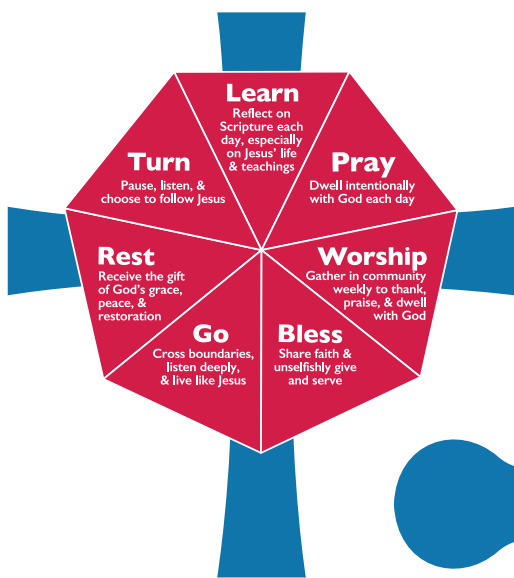 Learn
Reflect on
Scripture each
day, especially
on Jesus' life
& teachings
Turn
Pause, listen, &
choose to follow Jesus
Pray
Dwell intentionally
with God each day
Rest
Receive the gift
of God's grace,
peace, &
restoration
Worship
Gather in community
weekly to thank,
praise, & dwell
with God
Go
Cross boundaries,
listen deeply,
& live like Jesus
Bless
Share faith &
unselfishly give
and serve